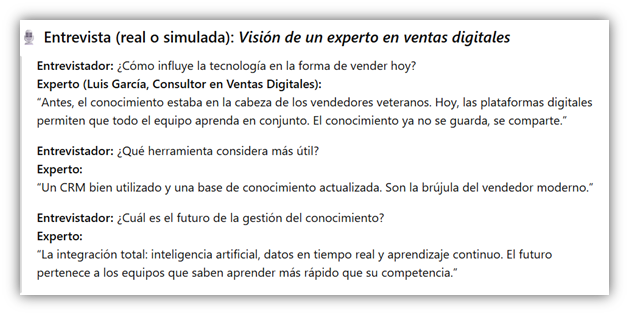 Entrevista (real o simulada): Visión de un experto en ventas digitales
Entrevistador: ¿Cómo influye la tecnología en la forma de vender hoy?
Experto (Luis García, Consultor en Ventas Digitales):
“Antes, el conocimiento estaba en la cabeza de los vendedores veteranos. Hoy, las plataformas digitales
permiten que todo el equipo aprenda en conjunto. El conocimiento ya no se guarda, se comparte.”
Entrevistador: ¿Qué herramienta considera más útil?
Experto:
“Un CRM bien utilizado y una base de conocimiento actualizada. Son la brújula del vendedor moderno.”
Entrevistador: ¿Cuál es el futuro de la gestión del conocimiento?
Experto:
“La integración total: inteligencia artificial, datos en tiempo real y aprendizaje continuo. El futuro
pertenece a los equipos que saben aprender más rápido que su competencia.”